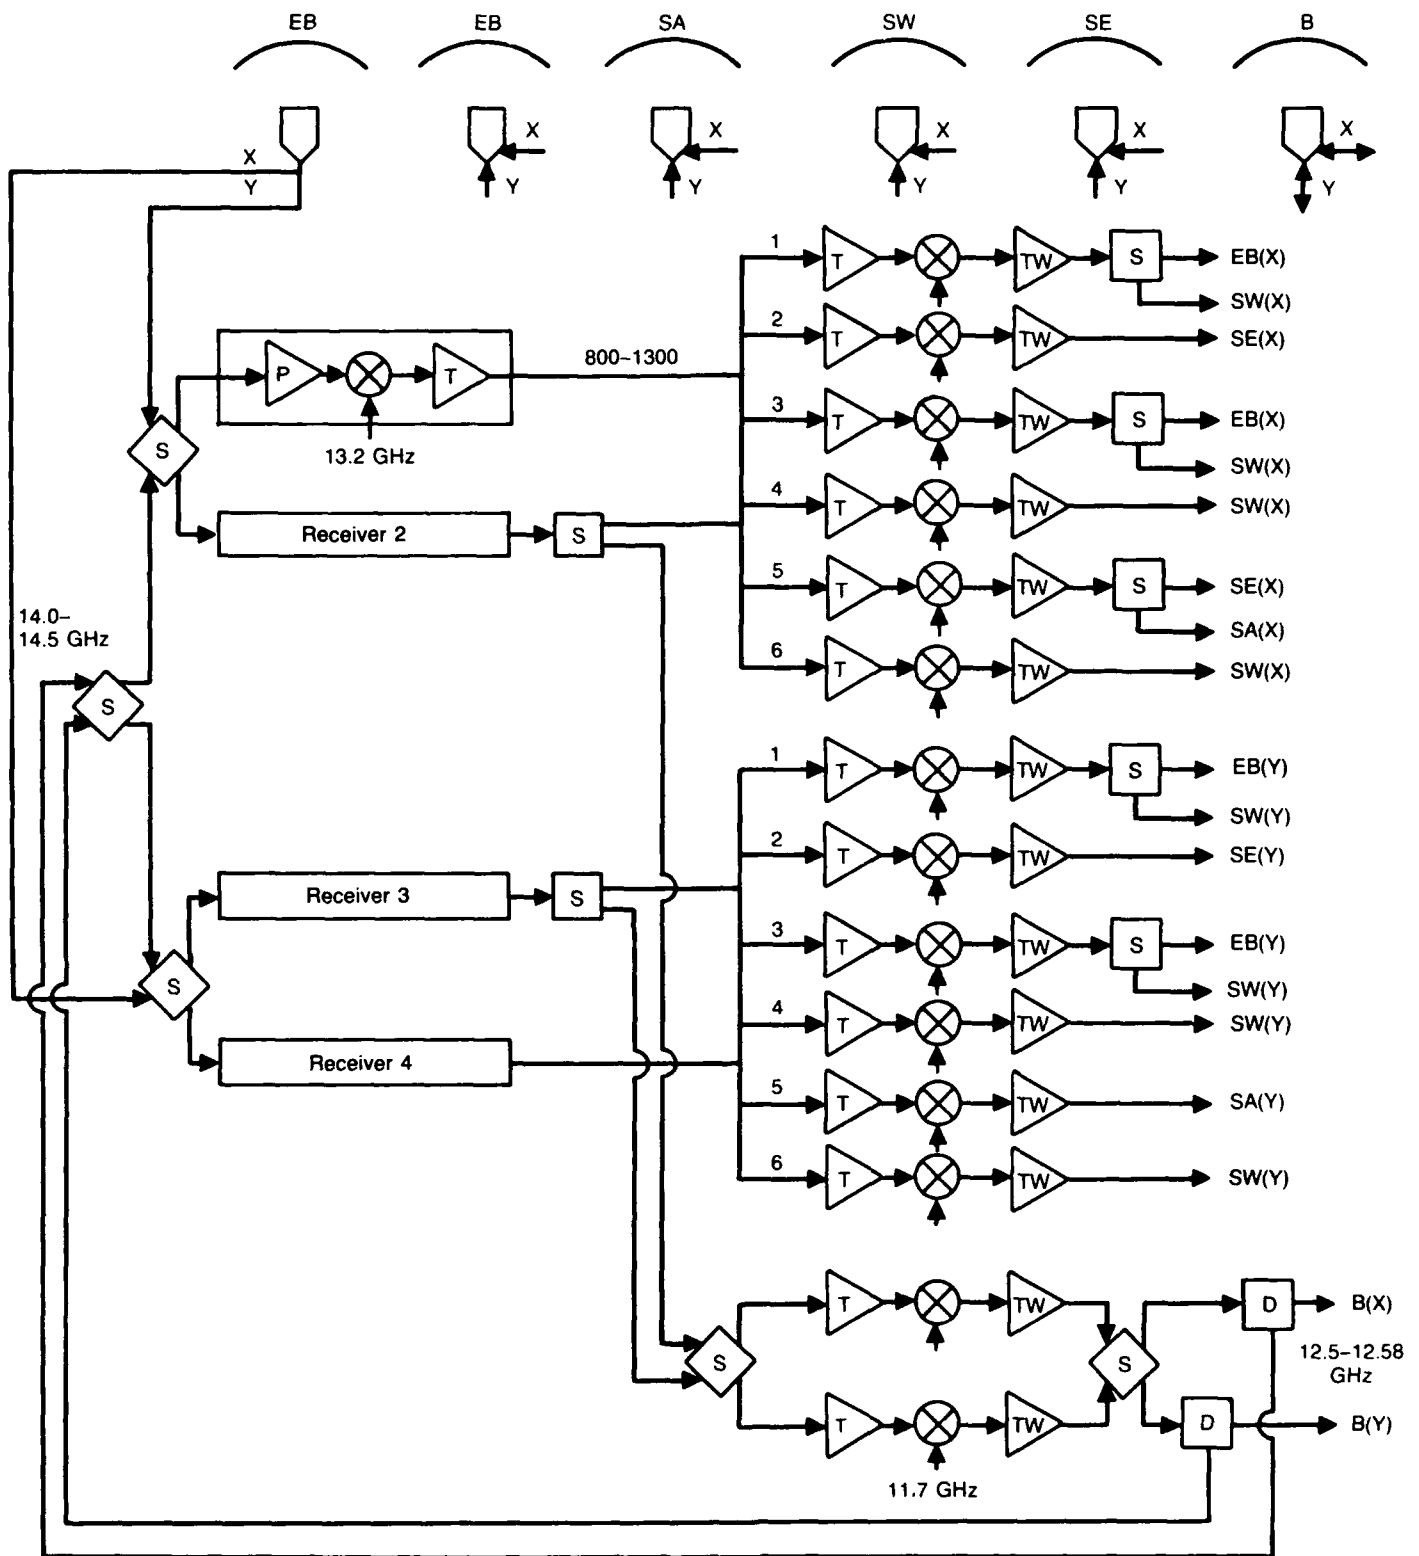 EB EB SA SW SE B
X X X X X
X
Y Y Y Y Y Y
1 T TW S EB(X)
SW(X)
2 T TW SE(X)
P T 800–1300
3 T TW S EB(X)
S SW(X)
13.2 GHz
4 T TW SW(X)
Receiver 2 S
5 T TW S SE(X)
14.0–
14.5 GHz
SA(X)
6 T TW SW(X)
S
1 T TW S EB(Y)
SW(Y)
2 T TW SE(Y)
Receiver 3 S
3 T TW S EB(Y)
S SW(Y)
4 T TW SW(Y)
Receiver 4
5 T TW SA(Y)
6 T TW SW(Y)
T TW D B(X)
S S 12.5–12.58
GHz
T TW D B(Y)
11.7 GHz